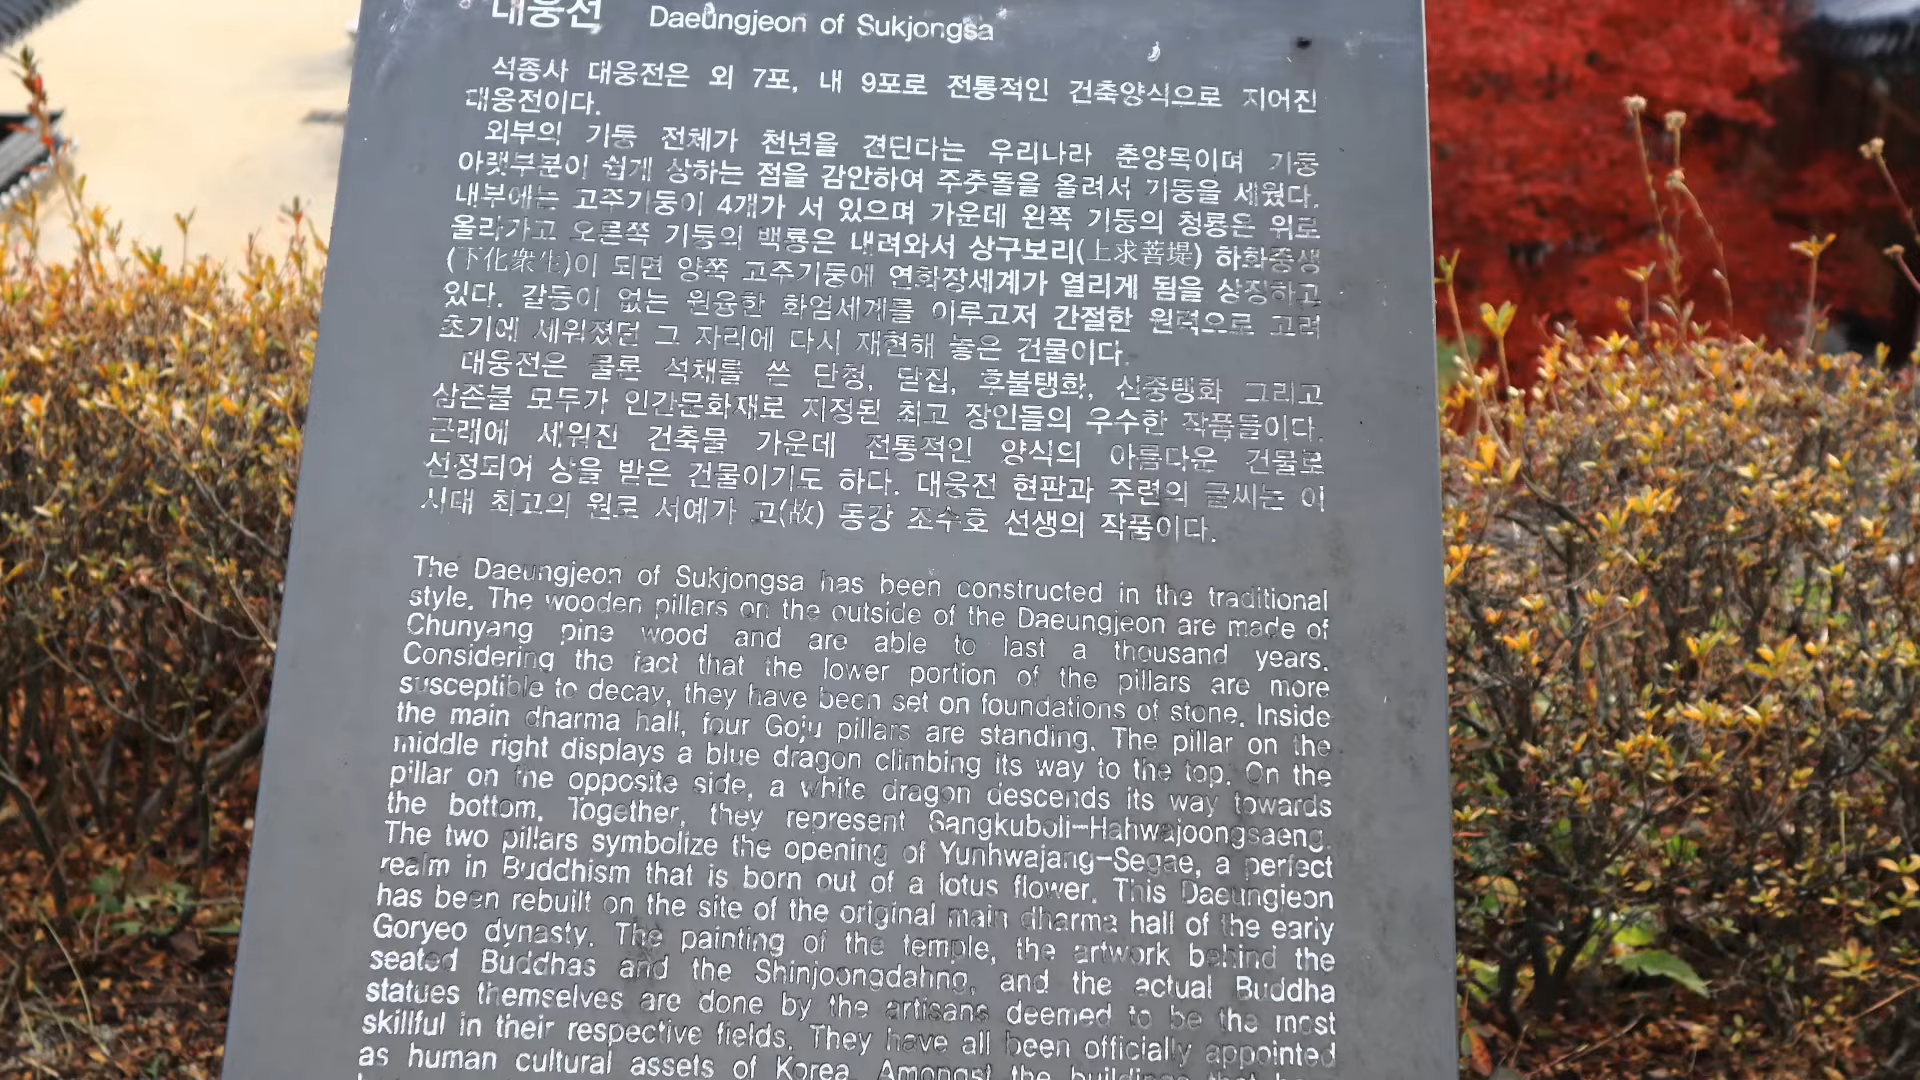 대웅전 Daeungjeon of Sukjongsa
석종사 대웅전은 외 7포, 내 9포로 전통적인 건축양식으로 지어진
대웅전이다.
외부의 기둥 전체가 천년을 견딘다는 우리나라 춘양목이며 기둥
아랫부분이 쉽게 상하는 점을 감안하여 주춧돌을 올려서 기둥을 세웠다.
내부에는 고주기둥이 4개가 서 있으며 가운데 왼쪽 기둥의 청룡은 위로
올라가고 오른쪽 기둥의 백룡은 내려와서 상구보리(上求菩堤) 하화중생
(下化衆生)이 되면 양쪽 고주기둥에 연화장세계가 열리게 됨을 상징하고
있다. 갈등이 없는 원융한 화엄세계를 이루고저 간절한 원력으로 고려
초기에 세워졌던 그 자리에 다시 재현해 놓은 건물이다.
대웅전은 물론 석채를 쓴 단청, 닫집, 후불탱화, 신중탱화 그리고
삼존불 모두가 인간문화재로 지정된 최고 장인들의 우수한 작품들이다.
근래에 세워진 건축물 가운데 전통적인 양식의 아름다운 건물로
선정되어 상을 받은 건물이기도 하다. 대웅전 현판과 주련의 글씨는 이
시대 최고의 원로 서예가 고(故) 동강 조수호 선생의 작품이다.
The Daeungjeon of Sukjongsa has been constructed in the traditional
style. The wooden pillars on the outside of the Daeungjeon are made of
Chunyang pine wood and are able to last a thousand years.
Considering the fact that the lower portion of the pillars are more
susceptible to decay, they have been set on foundations of stone. Inside
the main dharma hall, four Goju pillars are standing. The pillar on the
middle right displays a blue dragon climbing its way to the top. On the
pillar on the opposite side, a white dragon descends its way towards
the bottom. Together, they represent Sangkuboli-Hahwajoongsaeng.
The two pillars symbolize the opening of Yunhwajang-Segae, a perfect
realm in Buddhism that is born out of a lotus flower. This Daeungjeon
has been rebuilt on the site of the original main dharma hall of the early
Goryeo dynasty. The painting of the temple, the artwork behind the
seated Buddhas and the Shinjoongdahng, and the actual Buddha
statues themselves are done by the artisans deemed to be the most
skillful in their respective fields. They have all been officially appointed
as human cultural assets of Korea. Amongst the buildings that